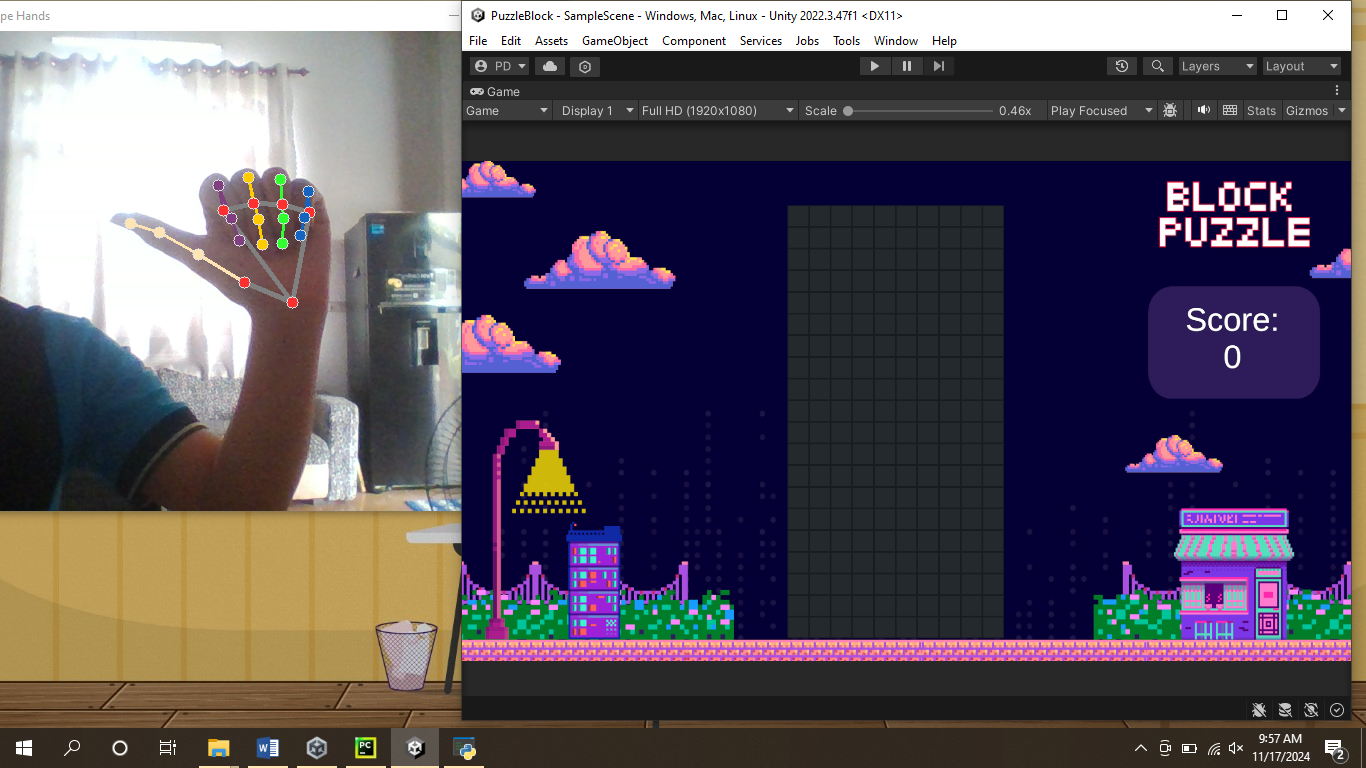 pe Hands
PuzzleBlock - SampleScene - Windows, Mac, Linux - Unity 2022.3.47f1 <DX11>
File Edit Assets GameObject Component Services Jobs Tools Window Help
PD Layers Layout
Game
Game Display 1 Full HD (1920x1080) Scale 0.46x Play Focused Stats Gizmos
BLOCK
PUZZLE
Score:
0
PC
9:57 AM
11/17/2024
2